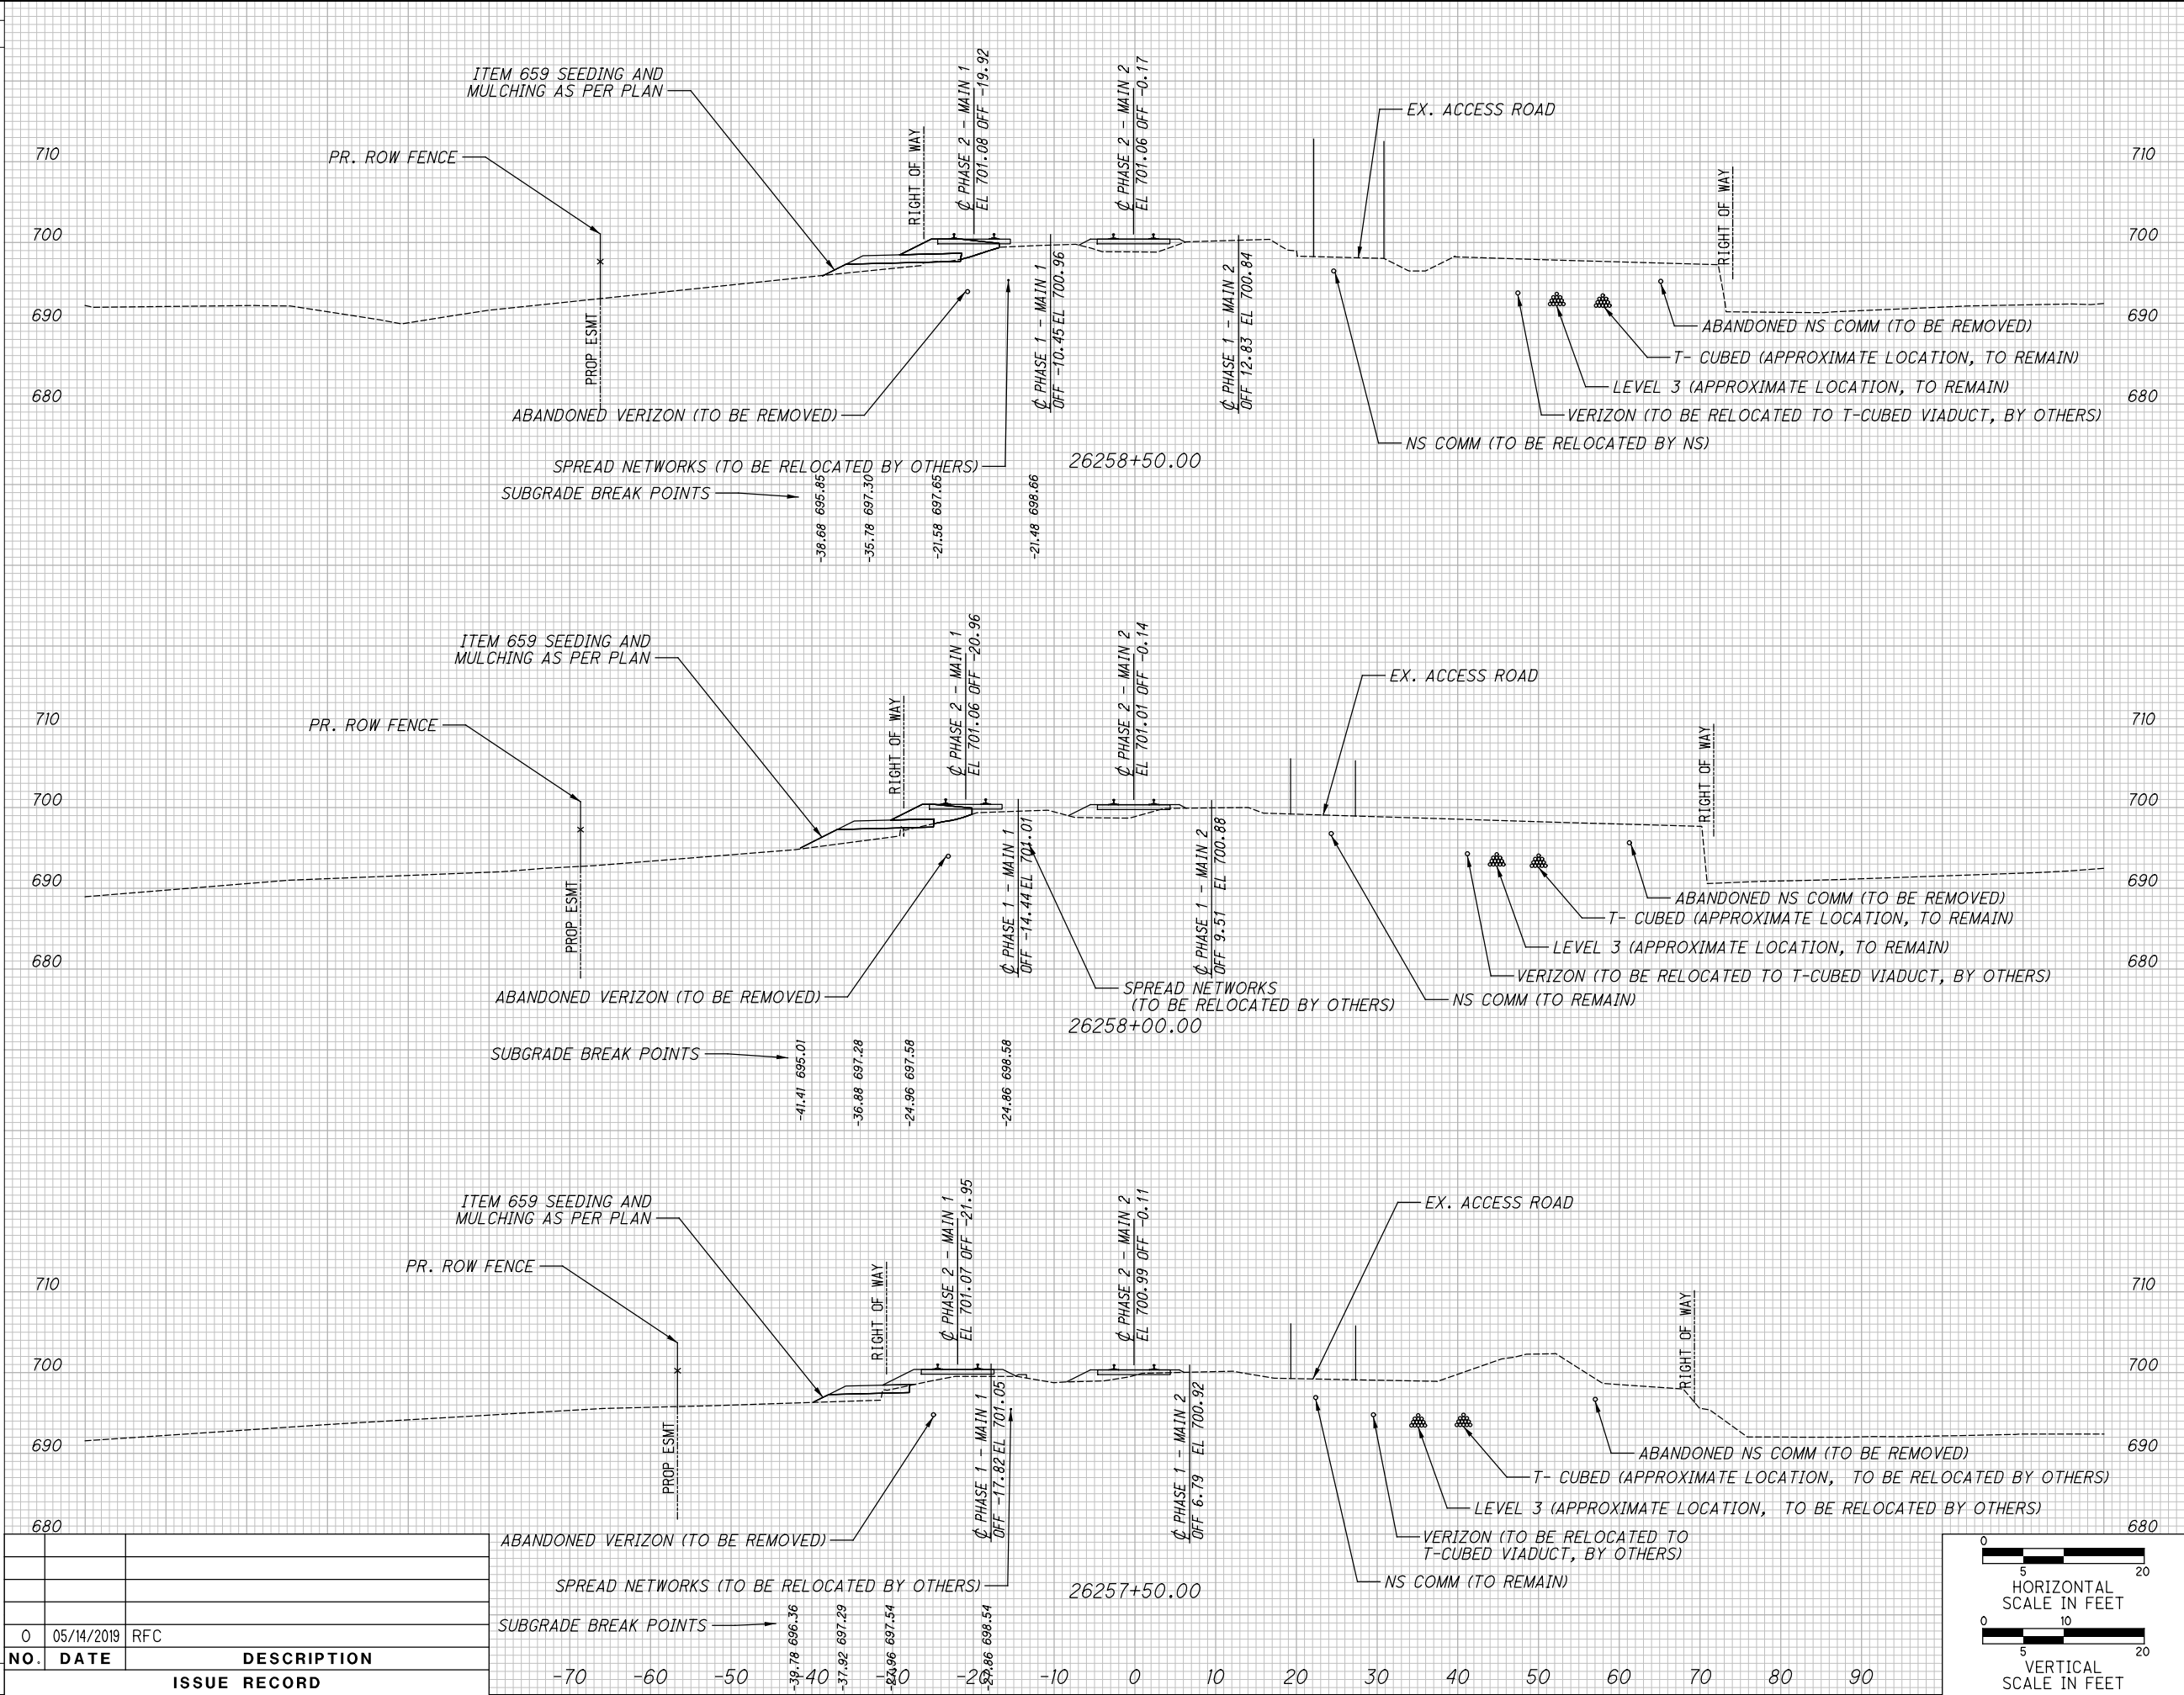 ITEM 659 SEEDING AND
MULCHING AS PER PLAN
PR. ROW FENCE
RIGHT OF WAY
℄ PHASE 2 - MAIN 1
EL 701.08 OFF -19.92
℄ PHASE 2 - MAIN 2
EL 701.06 OFF -0.17
EX. ACCESS ROAD
RIGHT OF WAY
710
710
700
700
690
690
680
680
PROP ESMT
℄ PHASE 1 - MAIN 1
OFF -10.45 EL 700.96
℄ PHASE 1 - MAIN 2
OFF 12.83 EL 700.84
ABANDONED NS COMM (TO BE REMOVED)
T- CUBED (APPROXIMATE LOCATION, TO REMAIN)
LEVEL 3 (APPROXIMATE LOCATION, TO REMAIN)
VERIZON (TO BE RELOCATED TO T-CUBED VIADUCT, BY OTHERS)
NS COMM (TO BE RELOCATED BY NS)
ABANDONED VERIZON (TO BE REMOVED)
SPREAD NETWORKS (TO BE RELOCATED BY OTHERS)
26258+50.00
SUBGRADE BREAK POINTS
-38.68 695.85
-35.78 697.30
-21.58 697.65
-21.48 698.66
ITEM 659 SEEDING AND
MULCHING AS PER PLAN
PR. ROW FENCE
RIGHT OF WAY
℄ PHASE 2 - MAIN 1
EL 701.06 OFF -20.96
℄ PHASE 2 - MAIN 2
EL 701.01 OFF -0.14
EX. ACCESS ROAD
RIGHT OF WAY
710
710
700
700
690
690
680
680
PROP ESMT
℄ PHASE 1 - MAIN 1
OFF -14.44 EL 701.01
℄ PHASE 1 - MAIN 2
OFF 9.51 EL 700.88
ABANDONED NS COMM (TO BE REMOVED)
T- CUBED (APPROXIMATE LOCATION, TO REMAIN)
LEVEL 3 (APPROXIMATE LOCATION, TO REMAIN)
VERIZON (TO BE RELOCATED TO T-CUBED VIADUCT, BY OTHERS)
NS COMM (TO REMAIN)
ABANDONED VERIZON (TO BE REMOVED)
SPREAD NETWORKS
(TO BE RELOCATED BY OTHERS)
26258+00.00
SUBGRADE BREAK POINTS
-41.41 695.01
-36.88 697.28
-24.96 697.58
-24.86 698.58
ITEM 659 SEEDING AND
MULCHING AS PER PLAN
PR. ROW FENCE
RIGHT OF WAY
℄ PHASE 2 - MAIN 1
EL 701.07 OFF -21.95
℄ PHASE 2 - MAIN 2
EL 700.99 OFF -0.11
EX. ACCESS ROAD
RIGHT OF WAY
710
710
700
700
690
690
680
680
PROP ESMT
℄ PHASE 1 - MAIN 1
OFF -17.82 EL 701.05
℄ PHASE 1 - MAIN 2
OFF 6.79 EL 700.92
ABANDONED NS COMM (TO BE REMOVED)
T- CUBED (APPROXIMATE LOCATION, TO BE RELOCATED BY OTHERS)
LEVEL 3 (APPROXIMATE LOCATION, TO BE RELOCATED BY OTHERS)
VERIZON (TO BE RELOCATED TO
T-CUBED VIADUCT, BY OTHERS)
NS COMM (TO REMAIN)
ABANDONED VERIZON (TO BE REMOVED)
SPREAD NETWORKS (TO BE RELOCATED BY OTHERS)
26257+50.00
SUBGRADE BREAK POINTS
-39.78 696.36
-37.92 697.29
-27.96 697.54
-27.86 698.54
-70 -60 -50 -40 -30 -20 -10 0 10 20 30 40 50 60 70 80 90
0 05/14/2019 RFC
NO. DATE DESCRIPTION
ISSUE RECORD
0
5 20
HORIZONTAL
SCALE IN FEET
0 10
5 20
VERTICAL
SCALE IN FEET